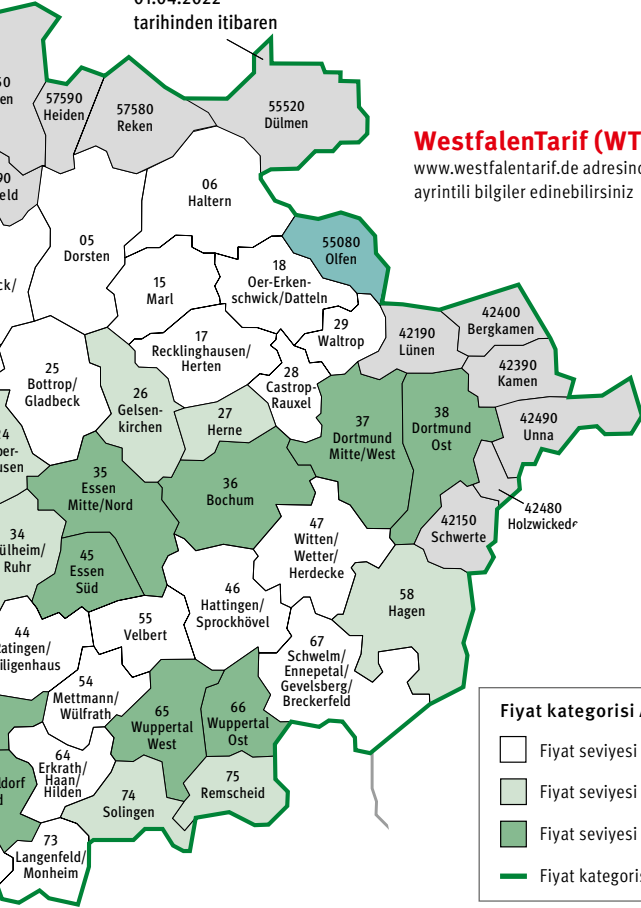 tarihinden itibaren
57590
Heiden
57580
Reken
55520
Dülmen
WestfalenTarif (WT
www.westfalentarif.de
ayrintili bilgiler edinebilirsiniz
06
Haltern
05
Dorsten
55080
Olfen
18
Oer-Erken-
schwick/Datteln
15
Marl
29
Waltrop
42190
Lünen
42400
Bergkamen
17
Recklinghausen/
Herten
42390
Kamen
25
Bottrop/
Gladbeck
28
Castrop-
Rauxel
26
Gelsen-
kirchen
27
Herne
37
Dortmund
Mitte/West
38
Dortmund
Ost
42490
Unna
35
Essen
Mitte/Nord
36
Bochum
42480
47
Witten/
Wetter/
Herdecke
42150
Schwerte
34
Ruhr
45
Essen
Süd
46
Hattingen/
Sprockhövel
58
Hagen
55
Velbert
44
67
Schwelm/
Ennepetal/
Gevelsberg/
Breckerfeld
54
Mettmann/
Wülfrath
65
Wuppertal
West
66
Wuppertal
Ost
Fiyat kategorisi
Fiyat seviyesi
Fiyat seviyesi
Fiyat seviyesi
64
Erkrath/
Haan/
Hilden
74
Solingen
75
Remscheid
73
Langenfeld/
Monheim
Fiyat